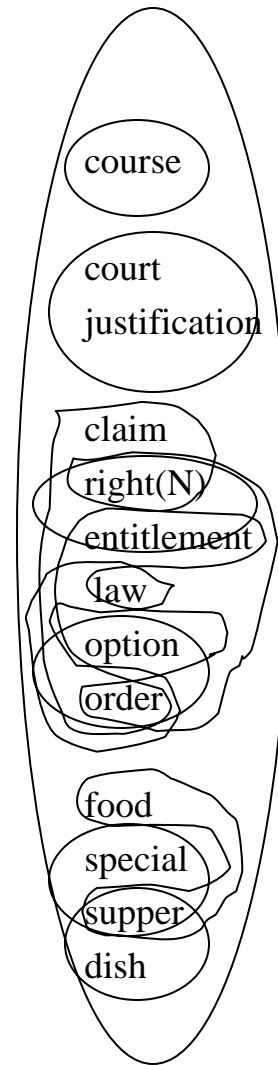 course
court
justification
claim
right(N)
entitlement
law
option
order
food
special
supper
dish